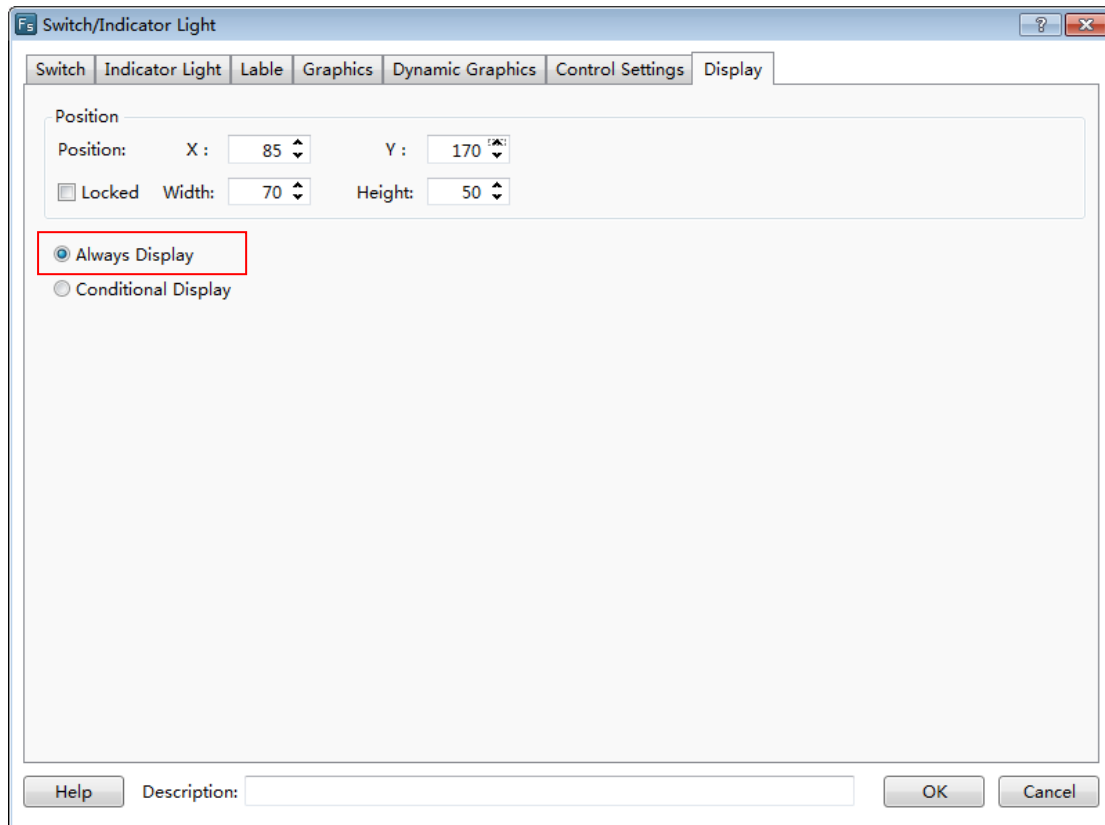 Fs Switch/Indicator Light ?
Switch Indicator Light Lable Graphics Dynamic Graphics Control Settings Display
Position
Position: X : 85 Y : 170
Locked Width: 70 Height: 50
Always Display
Conditional Display
Help Description: OK Cancel